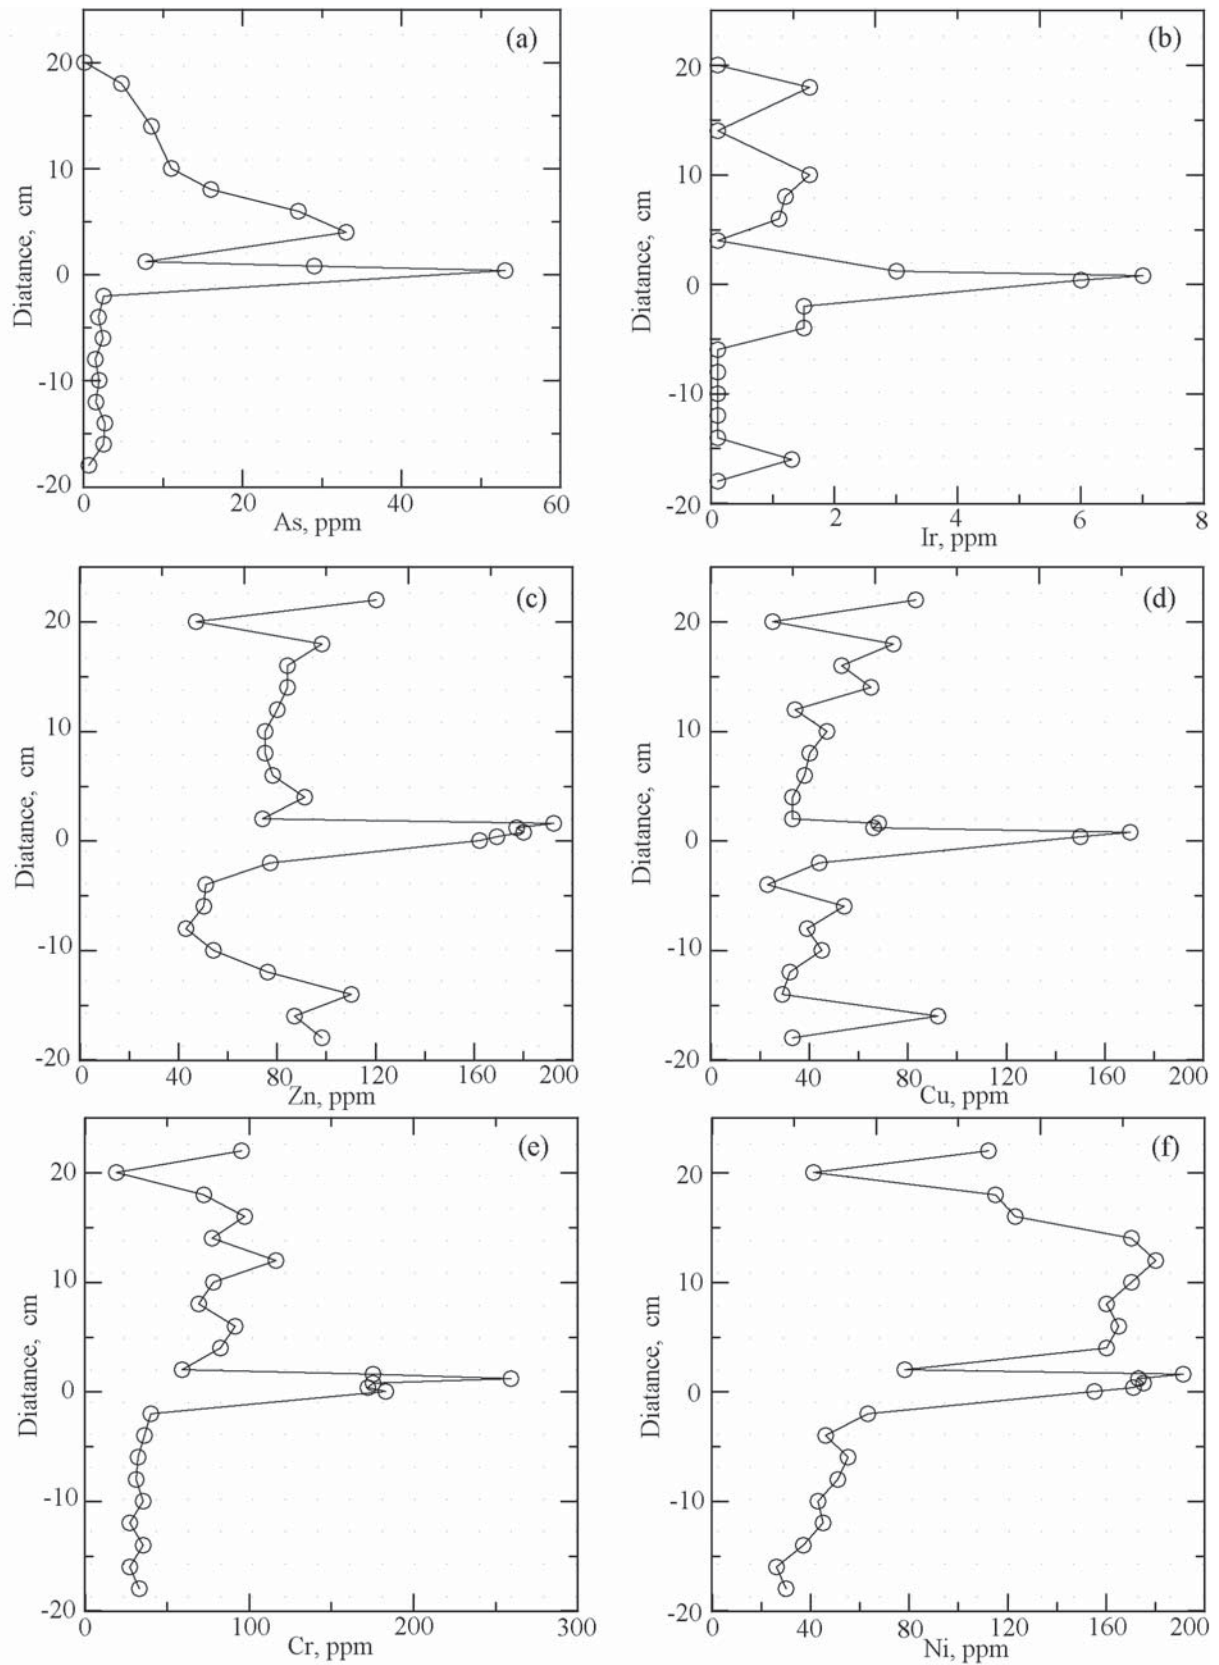 (a)
20
10
0
-10
-20
Diatance, cm
0 20 40 60
As, ppm
(b)
20
10
0
-10
-20
Diatance, cm
0 2 4 6 8
Ir, ppm
(c)
20
10
0
-10
-20
Diatance, cm
0 40 80 120 160 200
Zn, ppm
(d)
20
10
0
-10
-20
Diatance, cm
0 40 80 120 160 200
Cu, ppm
(e)
20
10
0
-10
-20
Diatance, cm
0 100 200 300
Cr, ppm
(f)
20
10
0
-10
-20
Diatance, cm
40 80 120 160 200
Ni, ppm